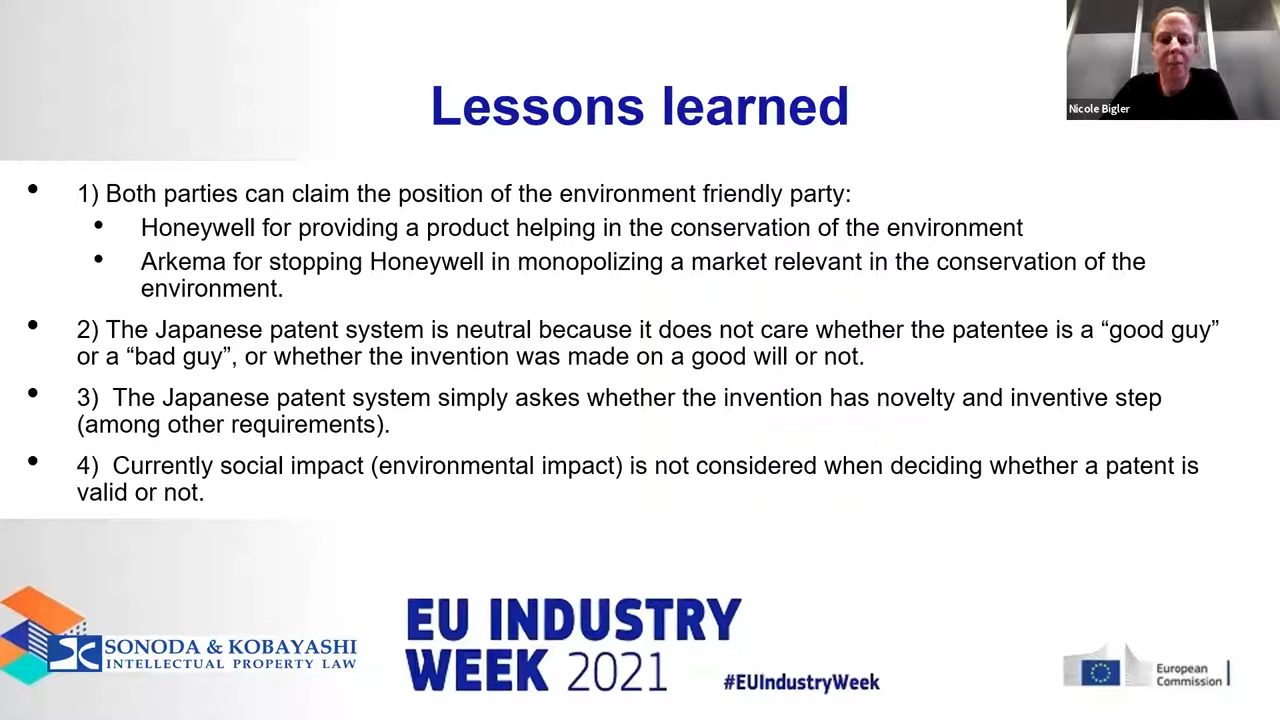 Lessons learned
Nicole Bigler
• 1) Both parties can claim the position of the environment friendly party:
• Honeywell for providing a product helping in the conservation of the environment
• Arkema for stopping Honeywell in monopolizing a market relevant in the conservation of the
environment.
• 2) The Japanese patent system is neutral because it does not care whether the patentee is a “good guy”
or a “bad guy”, or whether the invention was made on a good will or not.
• 3) The Japanese patent system simply askes whether the invention has novelty and inventive step
(among other requirements).
• 4) Currently social impact (environmental impact) is not considered when deciding whether a patent is
valid or not.
SONODA & KOBAYASHI
INTELLECTUAL PROPERTY LAW
EU INDUSTRY
WEEK 2021
#EUIndustryWeek
European
Commission